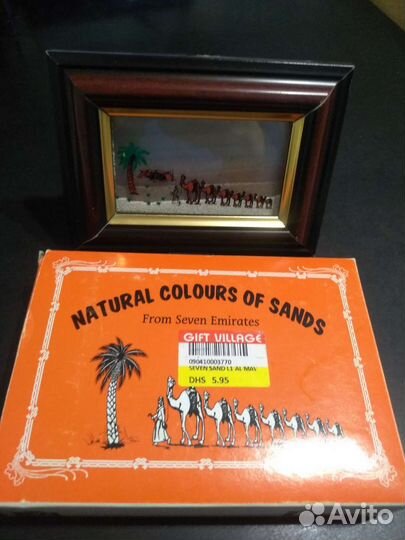 NATURAL COLOURS OF SANDS
From Seven Emirates
GIFT VILLAGE
090410003770
SEVEN SAND L1 AL-MAS
DHS 5.95
Avito